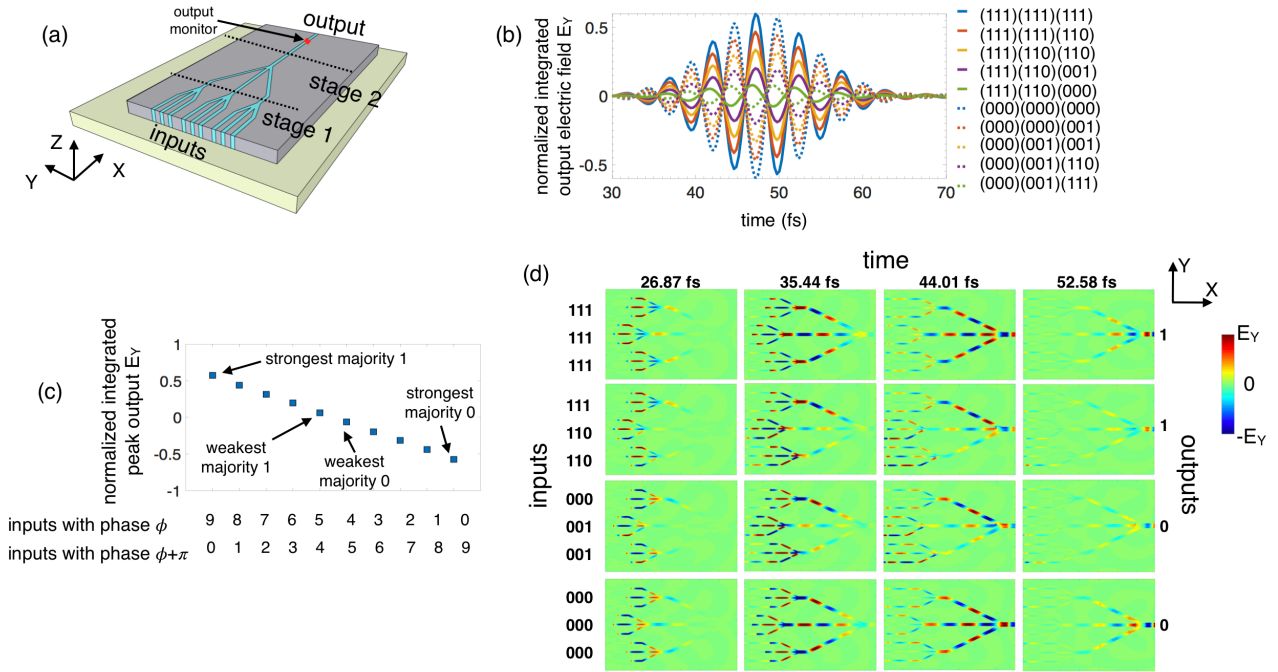 (a)
output
monitor
output
stage 2
stage 1
inputs
Z
Y
X
(b)
normalized integrated
output electric field EY
0.5
0
-0.5
30
40
50
60
70
time (fs)
(111)(111)(111)
(111)(111)(110)
(111)(110)(110)
(111)(110)(001)
(111)(110)(000)
(000)(000)(000)
(000)(000)(001)
(000)(001)(001)
(000)(001)(110)
(000)(001)(111)
(c)
normalized integrated
peak output EY
1
0.5
0
-0.5
-1
strongest majority 1
weakest
majority 1
weakest
majority 0
strongest
majority 0
inputs with phase ϕ 9 8 7 6 5 4 3 2 1 0
inputs with phase ϕ+π 0 1 2 3 4 5 6 7 8 9
(d)
time
26.87 fs 35.44 fs 44.01 fs 52.58 fs
inputs
111
111
111
1
111
110
110
1
000
001
001
0
000
000
000
0
outputs
Y
X
EY
0
-EY